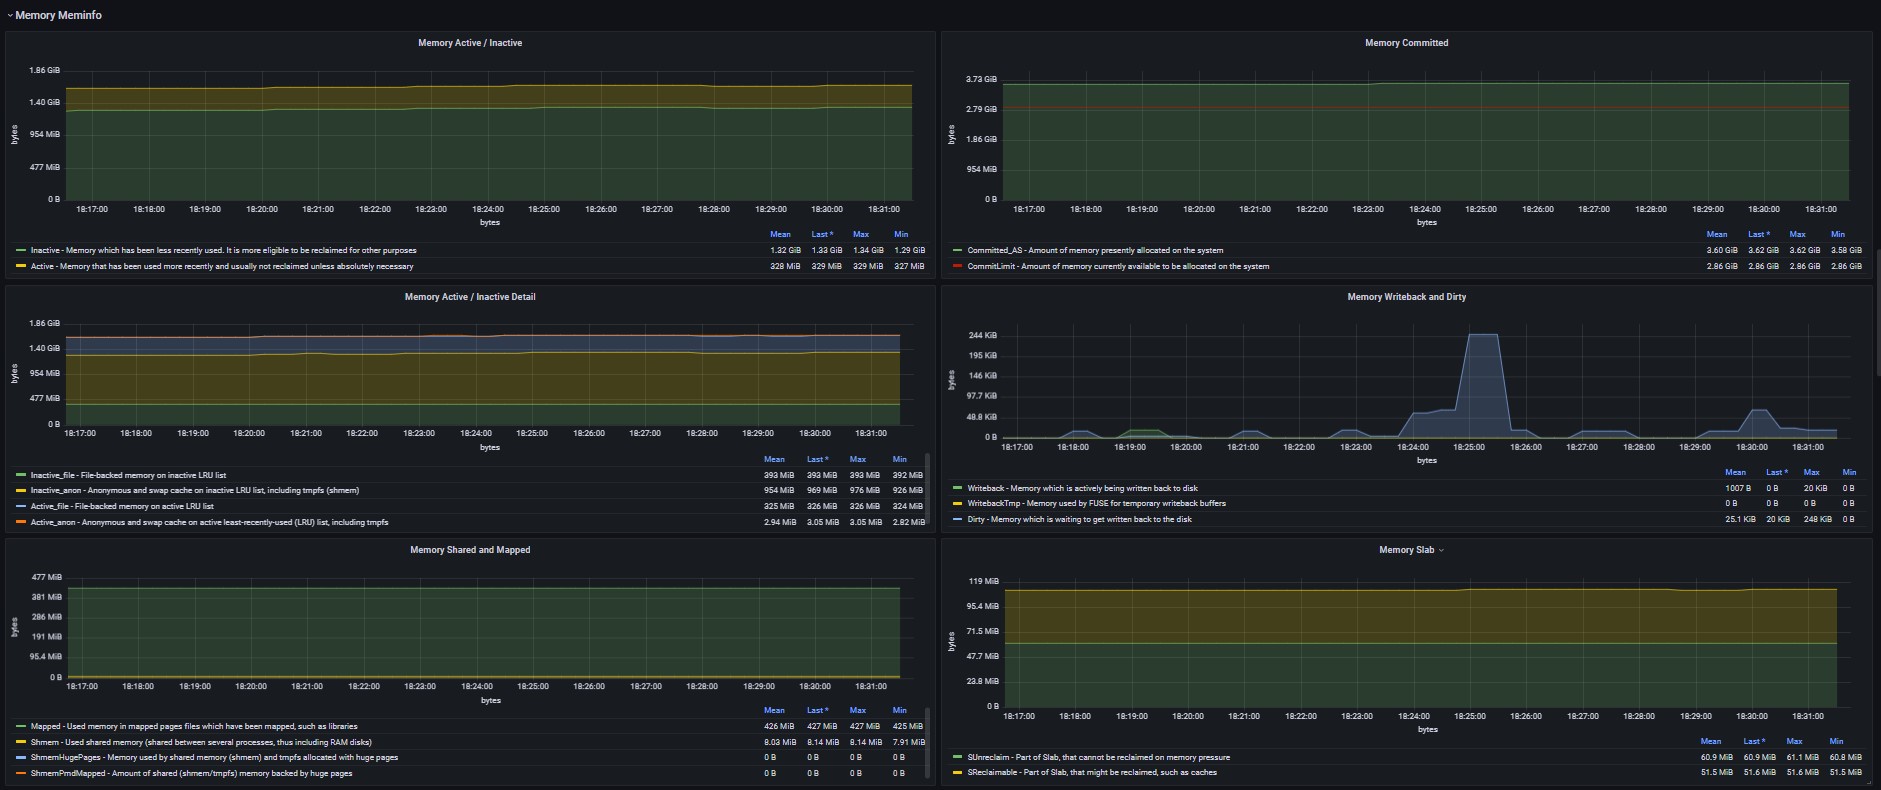 Memory Meminfo
Memory Active / Inactive
1.86 GiB
1.40 GiB
954 MiB
477 MiB
0 B
bytes
18:17:00 18:18:00 18:19:00 18:20:00 18:21:00 18:22:00 18:23:00 18:24:00 18:25:00 18:26:00 18:27:00 18:28:00 18:29:00 18:30:00 18:31:00
bytes
Mean Last * Max Min
Inactive - Memory which has been less recently used. It is more eligible to be reclaimed for other purposes 1.32 GiB 1.33 GiB 1.34 GiB 1.29 GiB
Active - Memory that has been used more recently and usually not reclaimed unless absolutely necessary 328 MiB 329 MiB 329 MiB 327 MiB
Memory Committed
3.73 GiB
2.79 GiB
1.86 GiB
954 MiB
0 B
bytes
18:17:00 18:18:00 18:19:00 18:20:00 18:21:00 18:22:00 18:23:00 18:24:00 18:25:00 18:26:00 18:27:00 18:28:00 18:29:00 18:30:00 18:31:00
bytes
Mean Last * Max Min
Committed_AS - Amount of memory presently allocated on the system 3.60 GiB 3.62 GiB 3.62 GiB 3.58 GiB
CommitLimit - Amount of memory currently available to be allocated on the system 2.86 GiB 2.86 GiB 2.86 GiB 2.86 GiB
Memory Active / Inactive Detail
1.86 GiB
1.40 GiB
954 MiB
477 MiB
0 B
bytes
18:17:00 18:18:00 18:19:00 18:20:00 18:21:00 18:22:00 18:23:00 18:24:00 18:25:00 18:26:00 18:27:00 18:28:00 18:29:00 18:30:00 18:31:00
bytes
Mean Last * Max Min
Inactive_file - File-backed memory on inactive LRU list 393 MiB 393 MiB 393 MiB 392 MiB
Inactive_anon - Anonymous and swap cache on inactive LRU list, including tmpfs (shmem) 954 MiB 969 MiB 976 MiB 926 MiB
Active_file - File-backed memory on active LRU list 325 MiB 326 MiB 326 MiB 324 MiB
Active_anon - Anonymous and swap cache on active least-recently-used (LRU) list, including tmpfs 2.94 MiB 3.05 MiB 3.05 MiB 2.82 MiB
Memory Writeback and Dirty
244 KiB
195 KiB
146 KiB
97.7 KiB
48.8 KiB
0 B
bytes
18:17:00 18:18:00 18:19:00 18:20:00 18:21:00 18:22:00 18:23:00 18:24:00 18:25:00 18:26:00 18:27:00 18:28:00 18:29:00 18:30:00 18:31:00
bytes
Mean Last * Max Min
Writeback - Memory which is actively being written back to disk 1007 B 0 B 20 KiB 0 B
WritebackTmp - Memory used by FUSE for temporary writeback buffers 0 B 0 B 0 B 0 B
Dirty - Memory which is waiting to get written back to the disk 25.1 KiB 20 KiB 248 KiB 0 B
Memory Shared and Mapped
477 MiB
381 MiB
286 MiB
191 MiB
95.4 MiB
0 B
bytes
18:17:00 18:18:00 18:19:00 18:20:00 18:21:00 18:22:00 18:23:00 18:24:00 18:25:00 18:26:00 18:27:00 18:28:00 18:29:00 18:30:00 18:31:00
bytes
Mean Last * Max Min
Mapped - Used memory in mapped pages files which have been mapped, such as libraries 426 MiB 427 MiB 427 MiB 425 MiB
Shmem - Used shared memory (shared between several processes, thus including RAM disks) 8.03 MiB 8.14 MiB 8.14 MiB 7.91 MiB
ShmemHugePages - Memory used by shared memory (shmem) and tmpfs allocated with huge pages 0 B 0 B 0 B 0 B
ShmemPmdMapped - Amount of shared (shmem/tmpfs) memory backed by huge pages 0 B 0 B 0 B 0 B
Memory Slab
119 MiB
95.4 MiB
71.5 MiB
47.7 MiB
23.8 MiB
0 B
bytes
18:17:00 18:18:00 18:19:00 18:20:00 18:21:00 18:22:00 18:23:00 18:24:00 18:25:00 18:26:00 18:27:00 18:28:00 18:29:00 18:30:00 18:31:00
bytes
Mean Last * Max Min
SUnreclaim - Part of Slab, that cannot be reclaimed on memory pressure 60.9 MiB 60.9 MiB 61.1 MiB 60.8 MiB
SReclaimable - Part of Slab, that might be reclaimed, such as caches 51.5 MiB 51.6 MiB 51.6 MiB 51.5 MiB